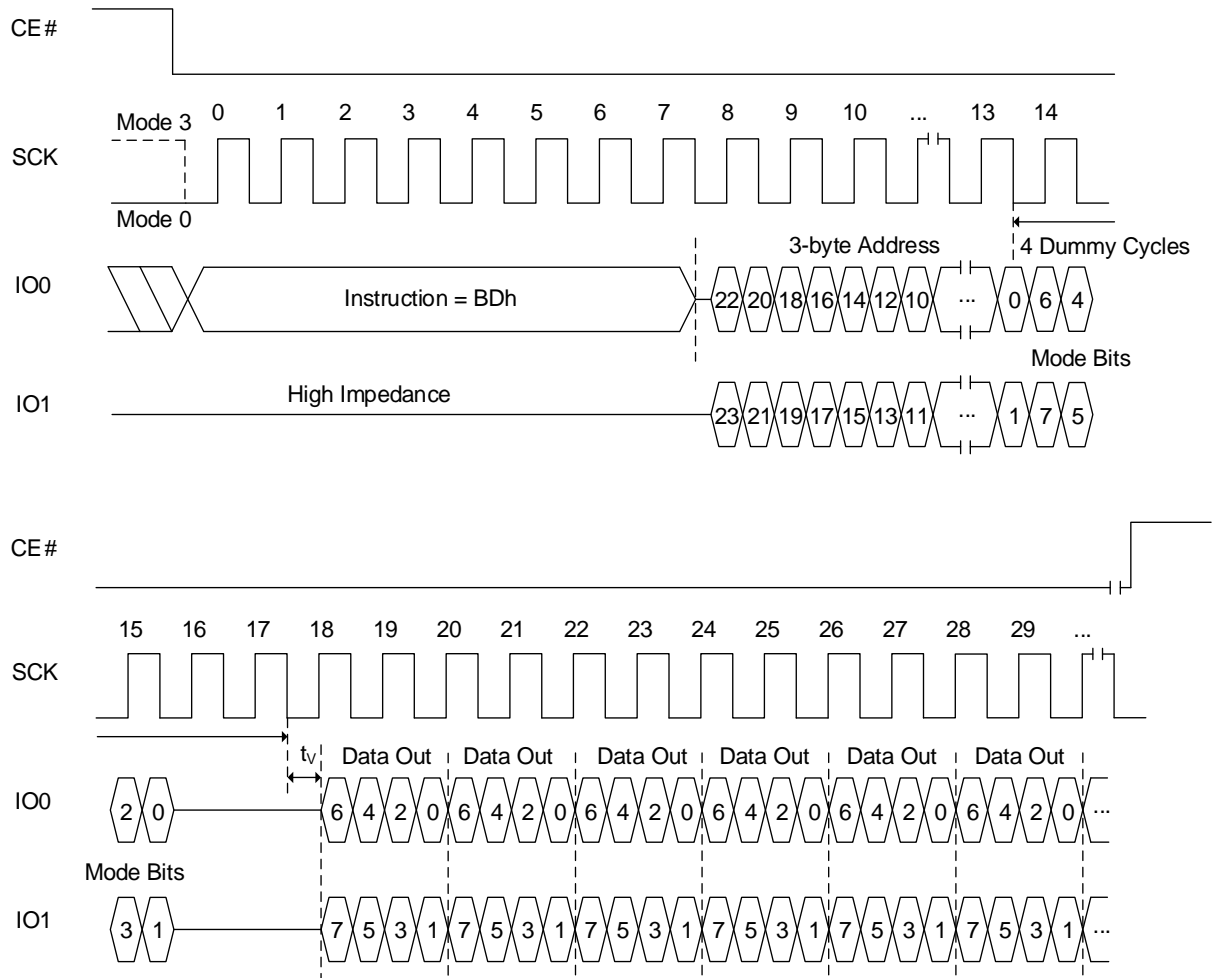 CE#
0 1 2 3 4 5 6 7 8 9 10 ... 13 14
Mode 3
SCK
Mode 0
3-byte Address
4 Dummy Cycles
IO0
Instruction = BDh
22 20 18 16 14 12 10 ... 0 6 4
Mode Bits
IO1
High Impedance
23 21 19 17 15 13 11 ... 1 7 5
CE#
15 16 17 18 19 20 21 22 23 24 25 26 27 28 29 ...
SCK
tV Data Out Data Out Data Out Data Out Data Out Data Out
IO0
2 0 6 4 2 0 6 4 2 0 6 4 2 0 6 4 2 0 6 4 2 0 6 4 2 0 ...
Mode Bits
IO1
3 1 7 5 3 1 7 5 3 1 7 5 3 1 7 5 3 1 7 5 3 1 7 5 3 1 ...